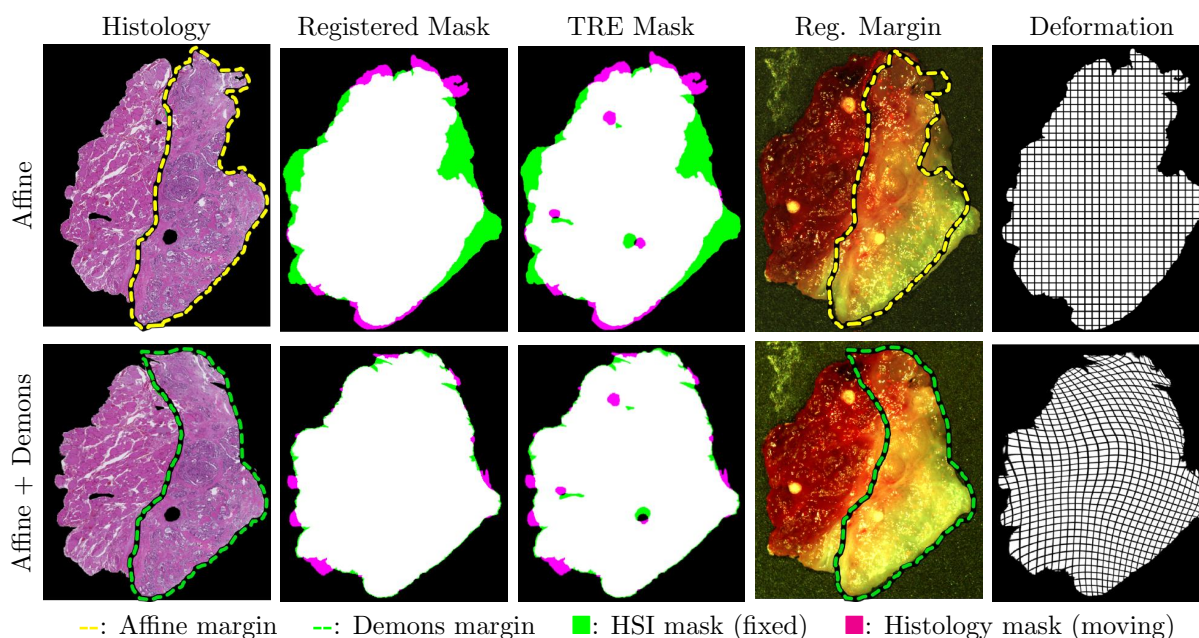 Histology Registered Mask TRE Mask Reg. Margin Deformation
Affine
Affine + Demons
--: Affine margin --: Demons margin : HSI mask (fixed) : Histology mask (moving)